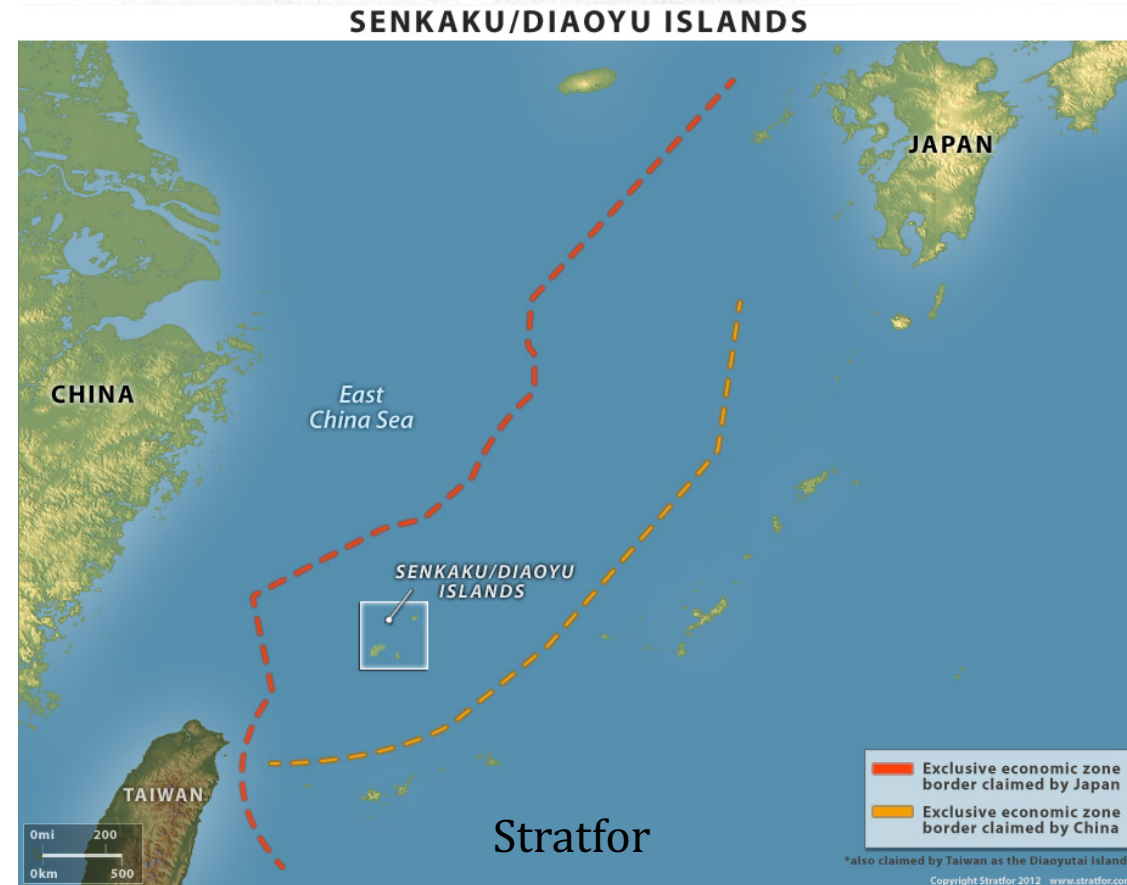 SENKAKU/DIAOYU ISLANDS
JAPAN
CHINA
East
China Sea
SENKAKU/DIAOYU
ISLANDS
TAIWAN
Stratfor
0mi 200
0km 500
Exclusive economic zone
border claimed by Japan
Exclusive economic zone
border claimed by China
*also claimed by Taiwan as the Diaoyutai Island
Copyright Stratfor 2012 www.stratfor.com